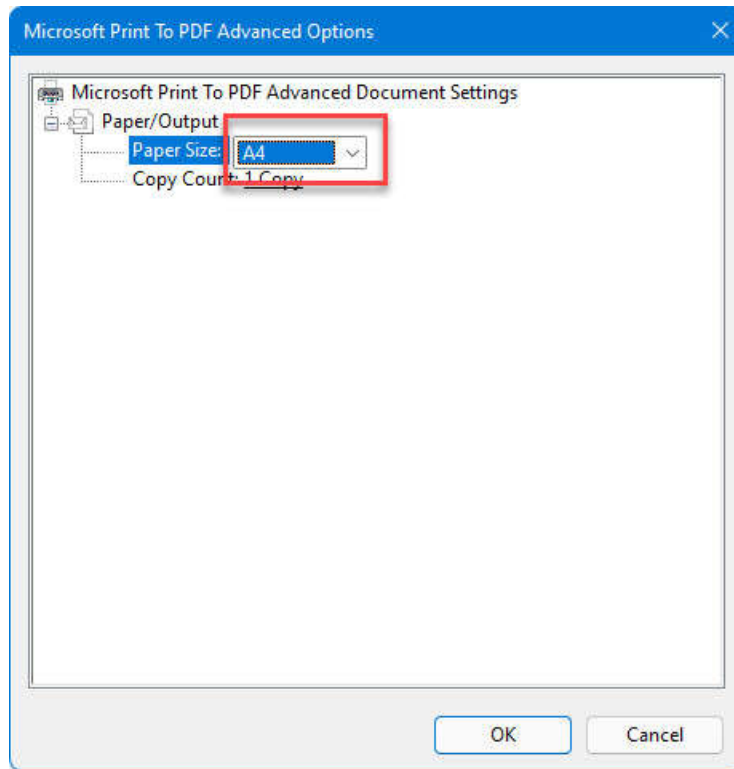 Microsoft Print To PDF Advanced Options
Microsoft Print To PDF Advanced Document Settings
Paper/Output
Paper Size: A4
Copy Count: 1 Copy
OK Cancel